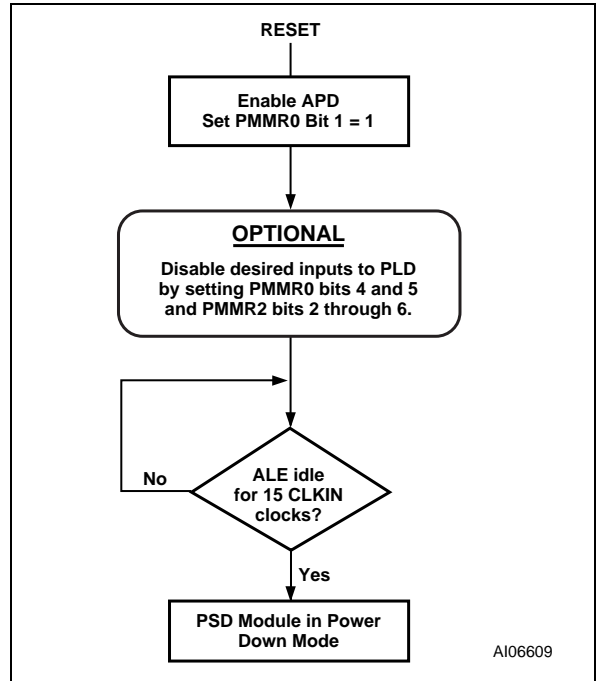 RESET
Enable APD
Set PMMR0 Bit 1 = 1
OPTIONAL
Disable desired inputs to PLD
by setting PMMR0 bits 4 and 5
and PMMR2 bits 2 through 6.
No
ALE idle
for 15 CLKIN
clocks?
Yes
PSD Module in Power
Down Mode
AI06609